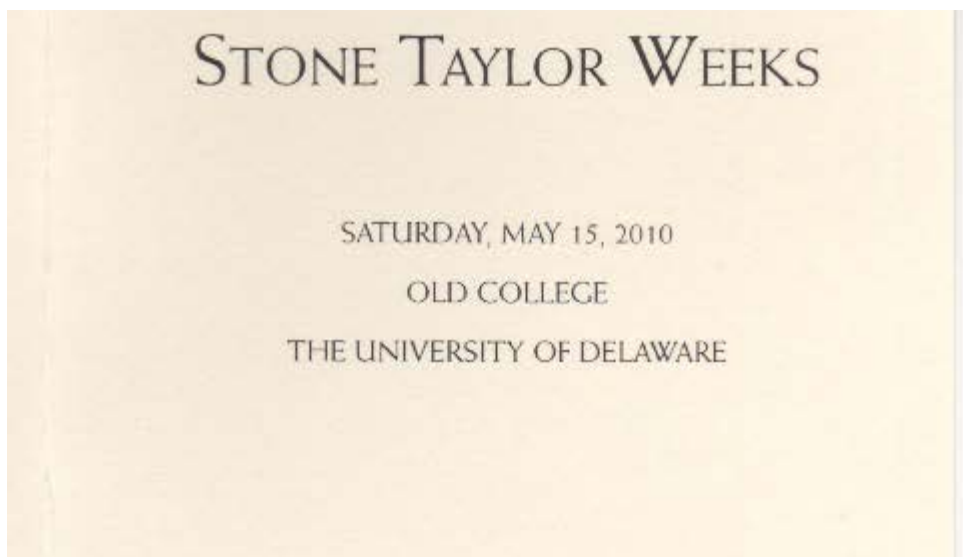 STONE TAYLOR WEEKS
SATURDAY, MAY 15, 2010
OLD COLLEGE
THE UNIVERSITY OF DELAWARE